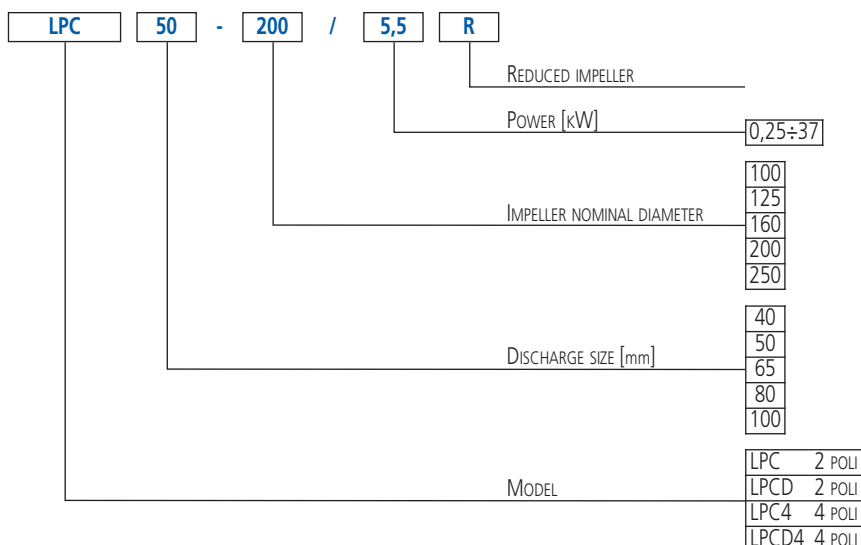 LPC 50 - 200 / 5,5 R
REDUCED IMPELLER
POWER [KW]
0,25÷37
100
125
IMPELLER NOMINAL DIAMETER 160
200
250
40
50
DISCHARGE SIZE [mm] 65
80
100
LPC 2 POLI
MODEL LPCD 2 POLI
LPC4 4 POLI
LPCD4 4 POLI